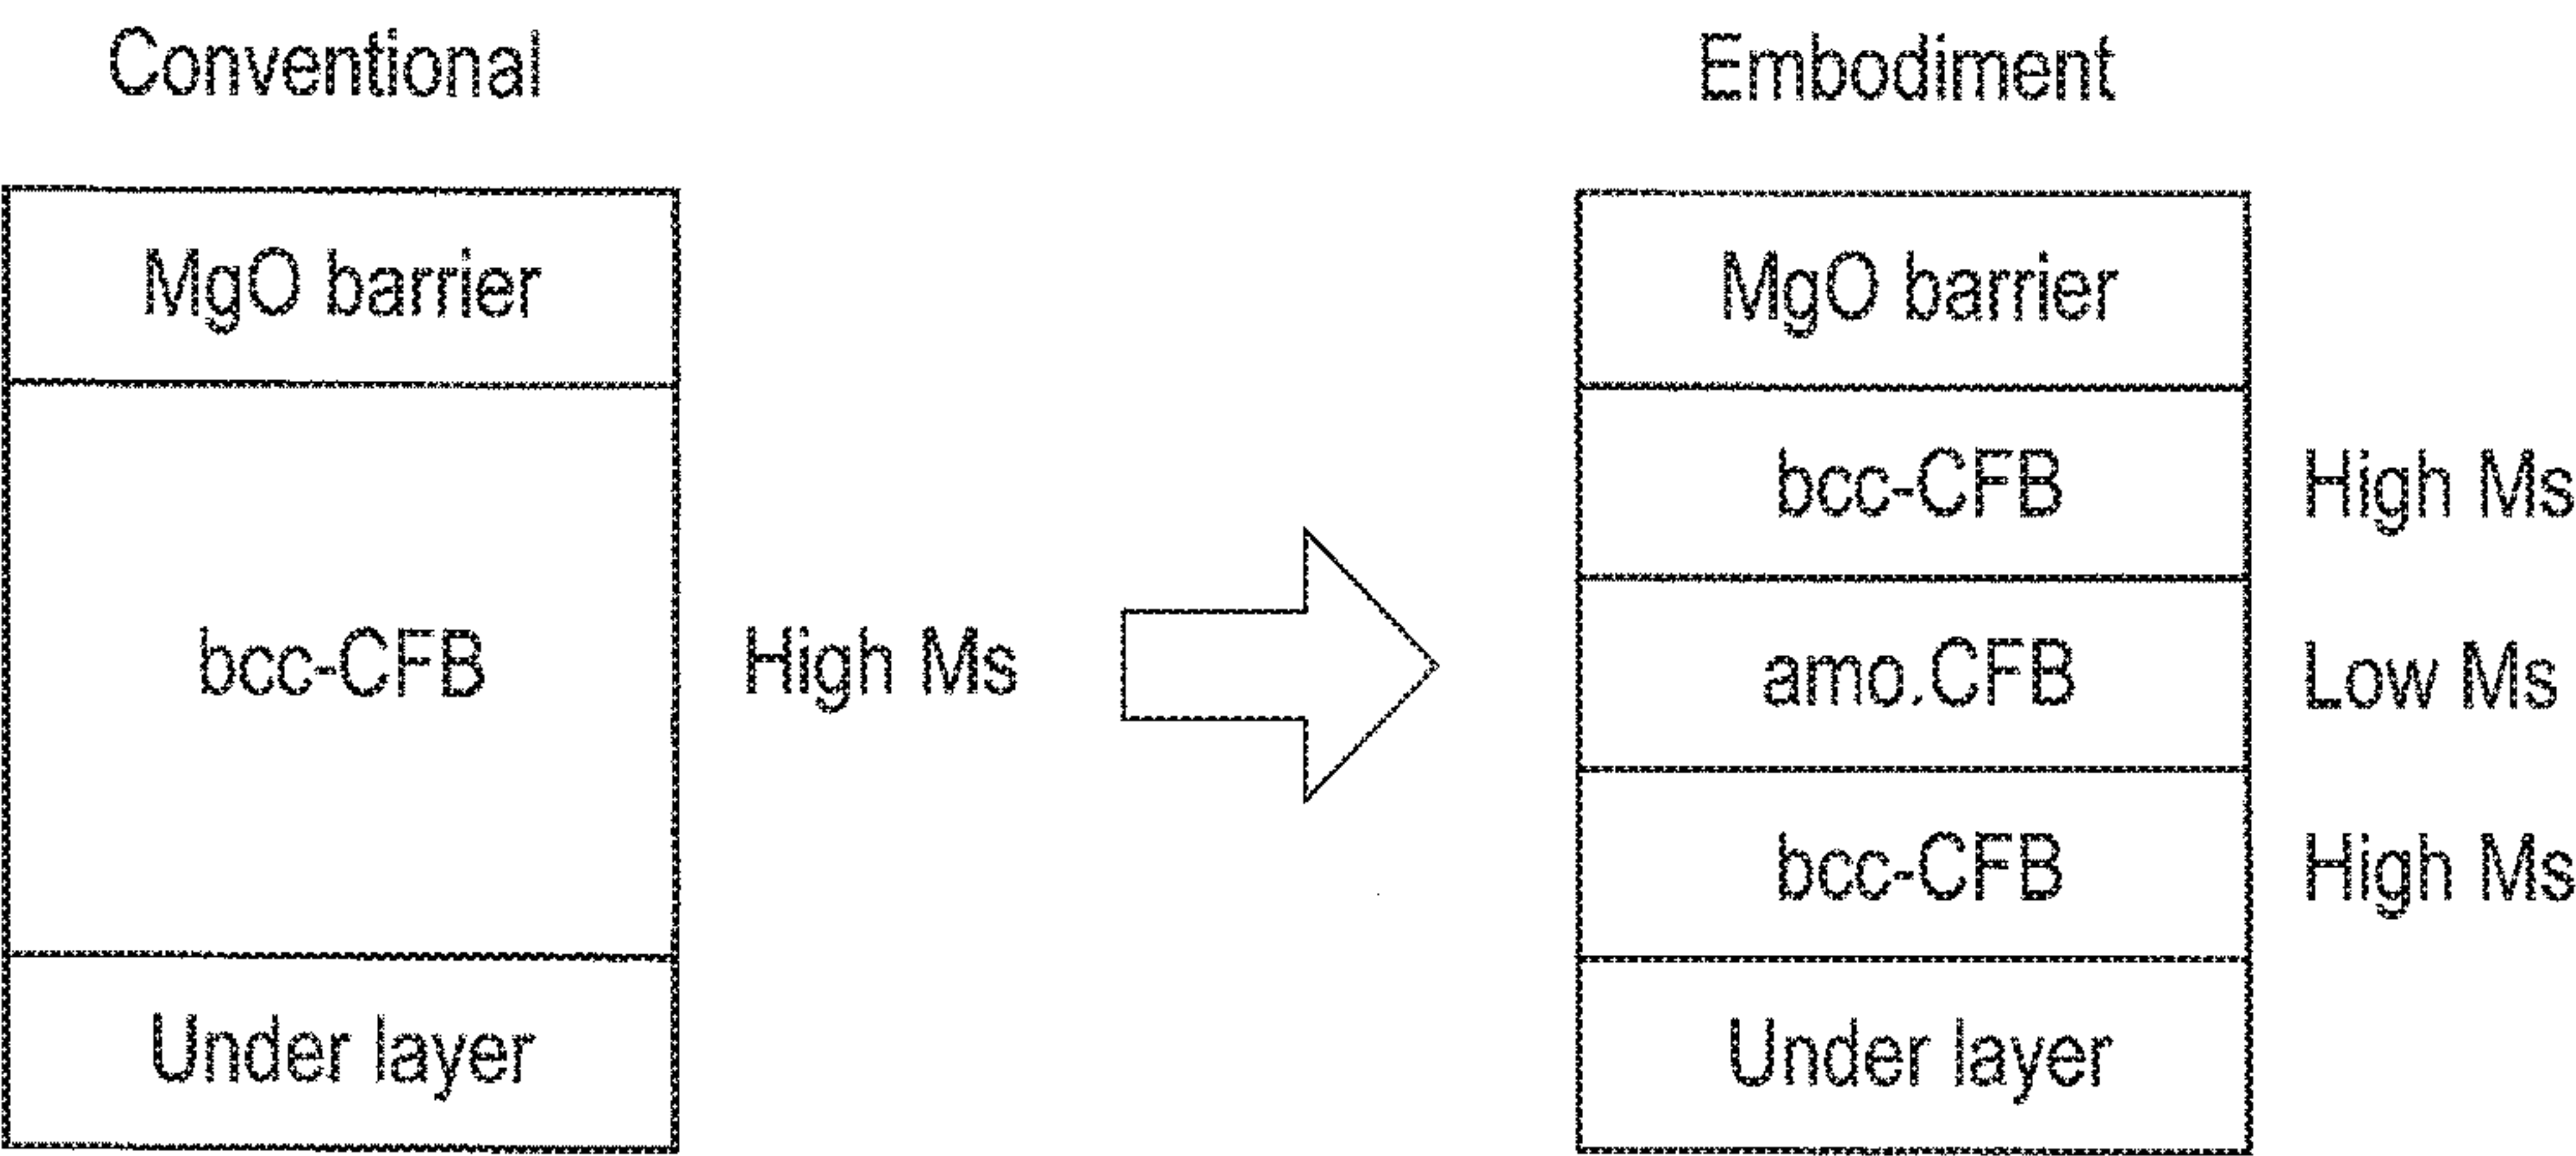 Conventional
MgO barrier
bcc-CFB
High Ms
Under layer
Embodiment
MgO barrier
bcc-CFB
High Ms
amo.CFB
Low Ms
bcc-CFB
High Ms
Under layer